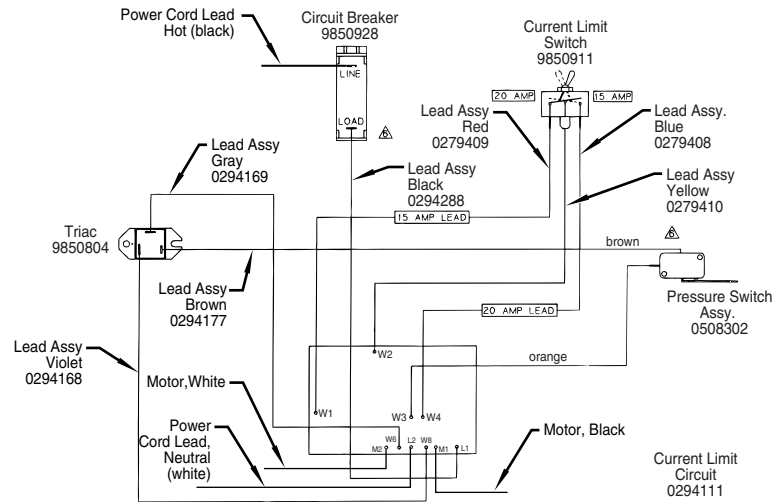 Power Cord Lead
Hot (black)
Circuit Breaker
9850928
Current Limit
Switch
9850911
LINE
LOAD
6
20 AMP
15 AMP
Lead Assy
Red
0279409
Lead Assy.
Blue
0279408
Lead Assy
Gray
0294169
Lead Assy
Black
0294288
Lead Assy
Yellow
0279410
15 AMP LEAD
Triac
9850804
brown
6
Lead Assy
Brown
0294177
Pressure Switch
Assy.
0508302
20 AMP LEAD
Lead Assy
Violet
0294168
W2
orange
Motor,White
W1
W3
W4
Power
Cord Lead,
Neutral
(white)
M2
W6
L2
W8
M1
L1
Motor, Black
Current Limit
Circuit
0294111